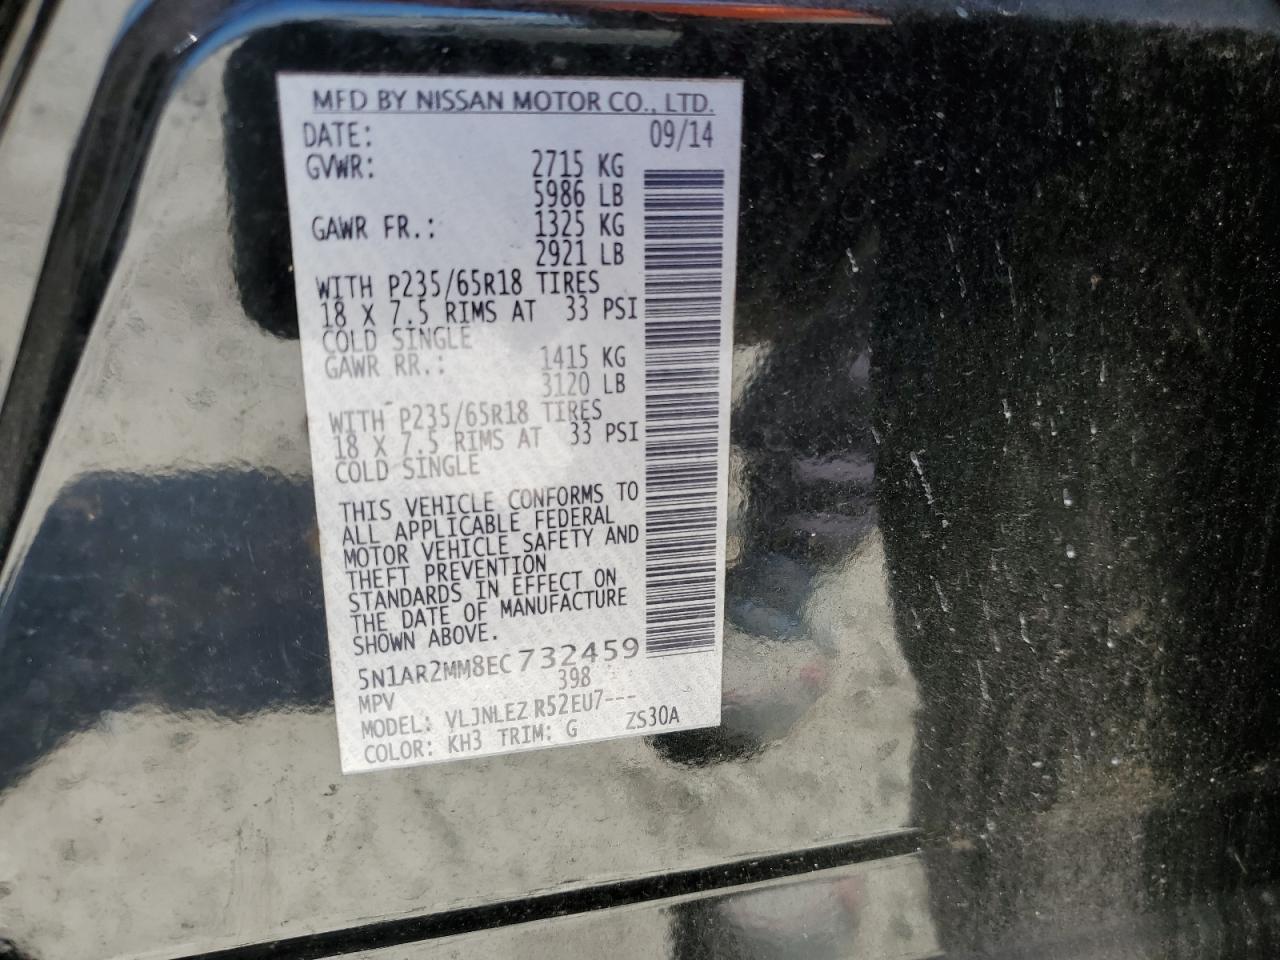 MFD BY NISSAN MOTOR CO., LTD.
DATE: 09/14
GVWR: 2715 KG
5986 LB
GAWR FR.: 1325 KG
2921 LB
WITH P235/65R18 TIRES
18 X 7.5 RIMS AT 33 PSI
COLD SINGLE
GAWR RR.: 1415 KG
3120 LB
WITH P235/65R18 TIRES
18 X 7.5 RIMS AT 33 PSI
COLD SINGLE
THIS VEHICLE CONFORMS TO
ALL APPLICABLE FEDERAL
MOTOR VEHICLE SAFETY AND
THEFT PREVENTION
STANDARDS IN EFFECT ON
THE DATE OF MANUFACTURE
SHOWN ABOVE.
5N1AR2MM8EC732459
MPV 398
MODEL: VLJNLEZ R52EU7---
COLOR: KH3 TRIM: G ZS30A